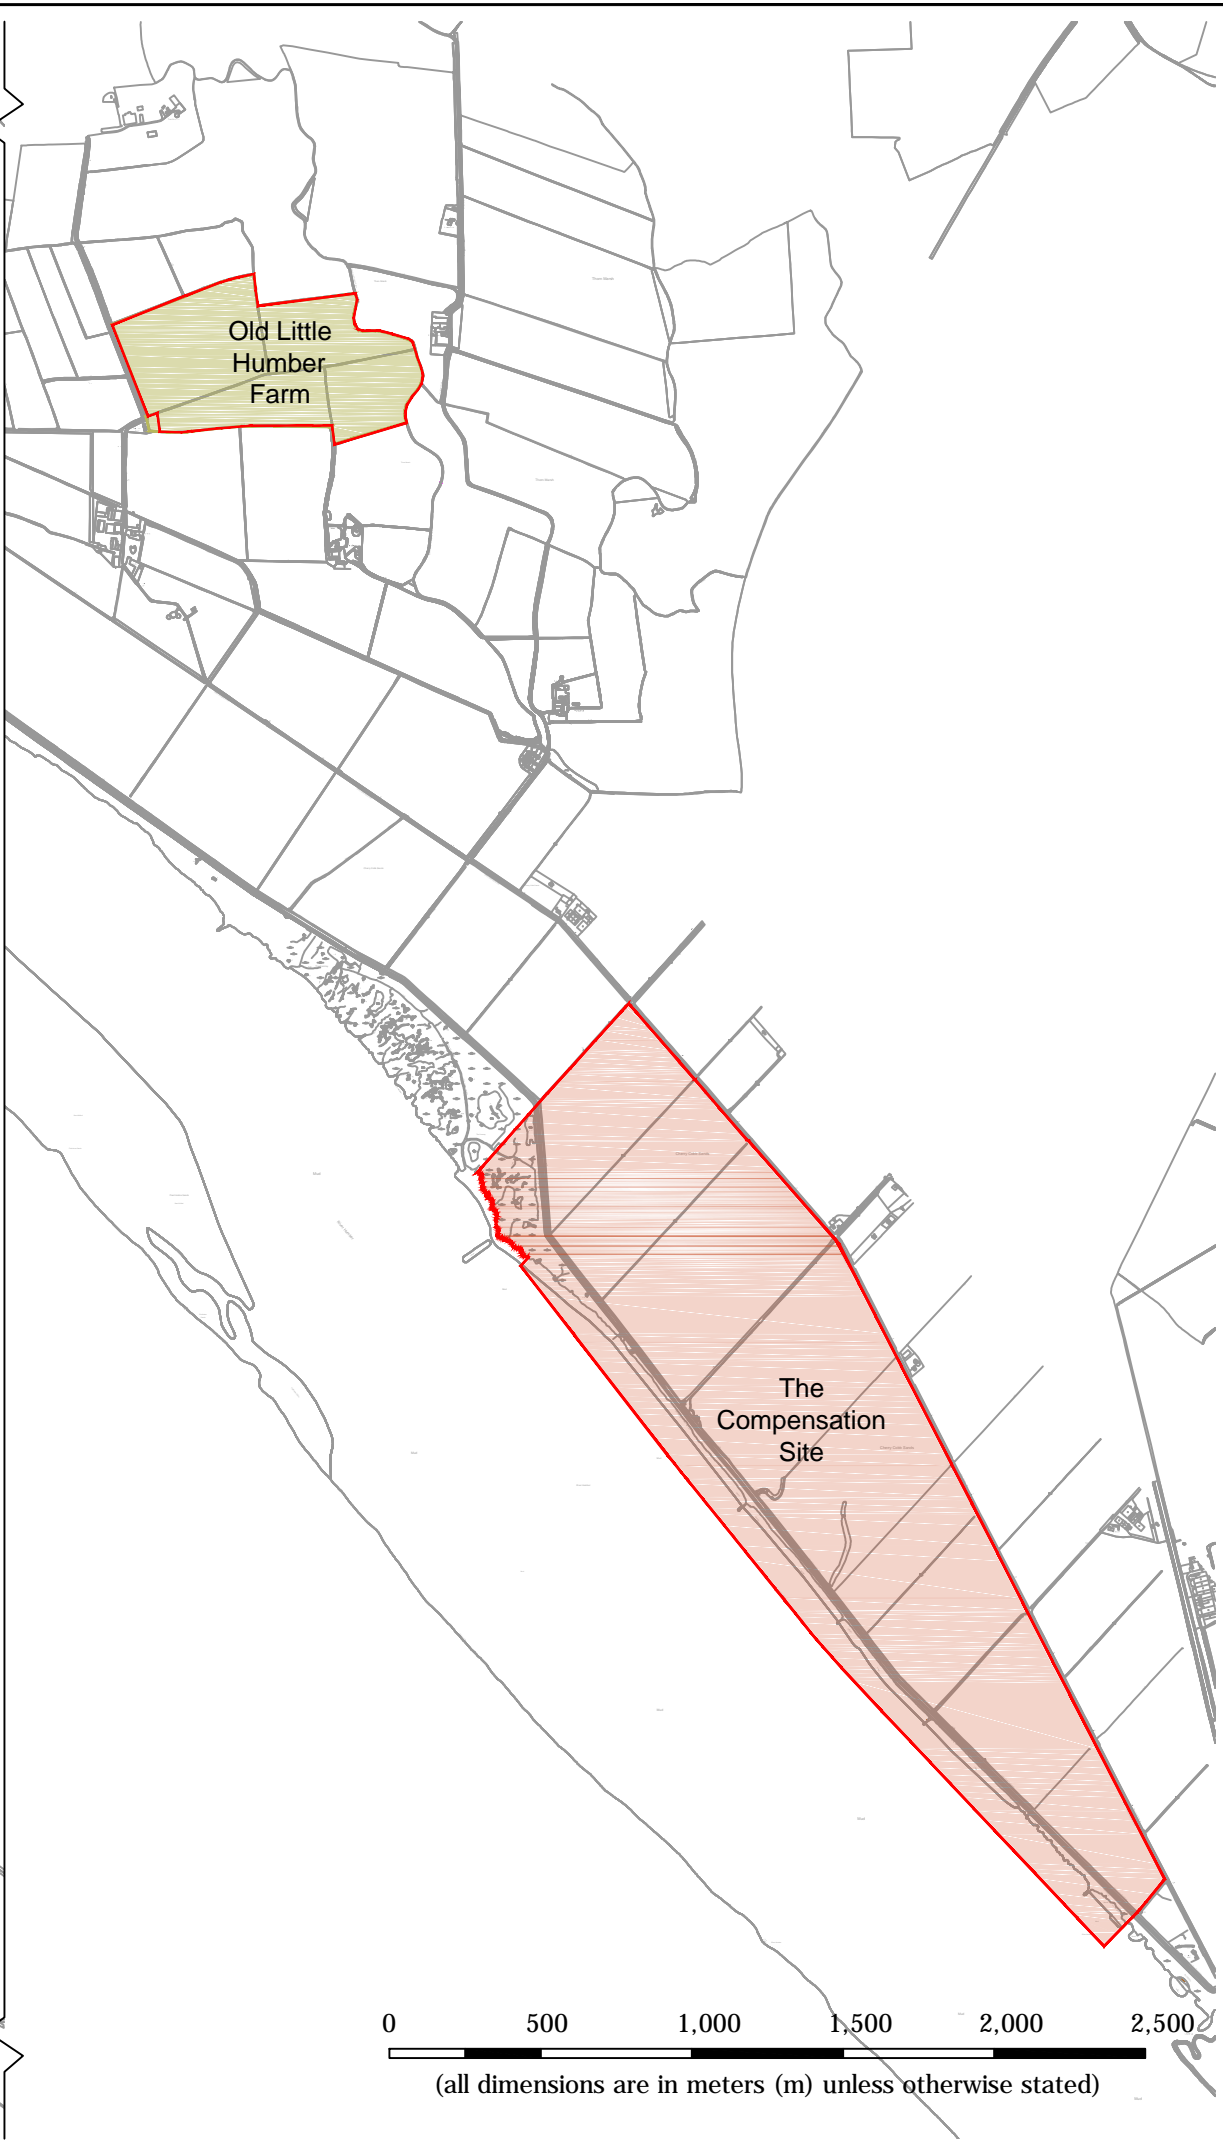 Old Little
Humber
Farm
The
Compensation
Site
0 500 1,000 1,500 2,000 2,500
(all dimensions are in meters (m) unless otherwise stated)